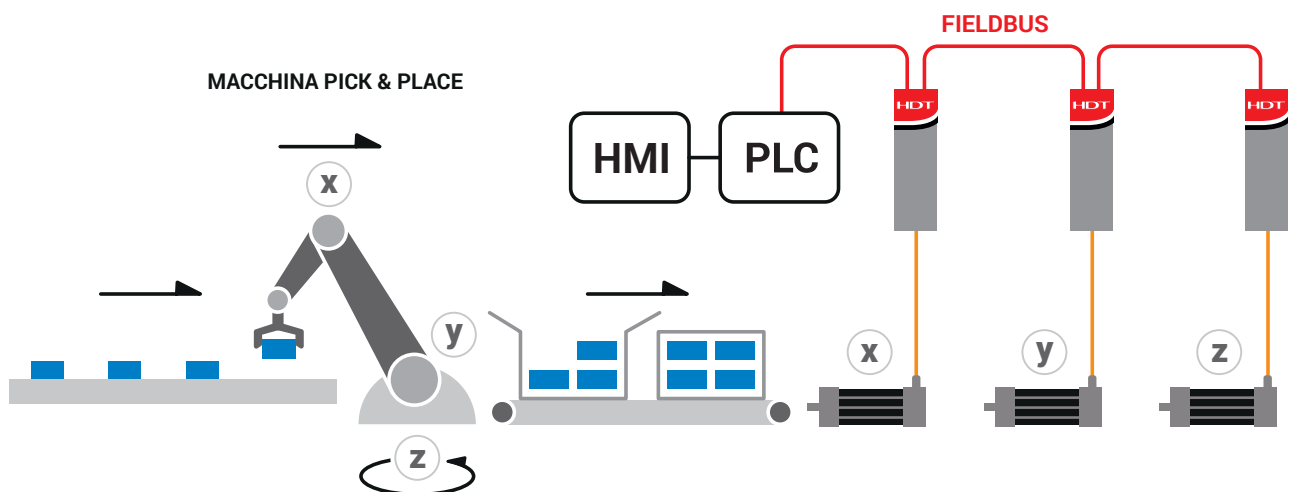 FIELDBUS
MACCHINA PICK & PLACE
HDT
HDT
HDT
HMI
PLC
x
y
z
x
y
z